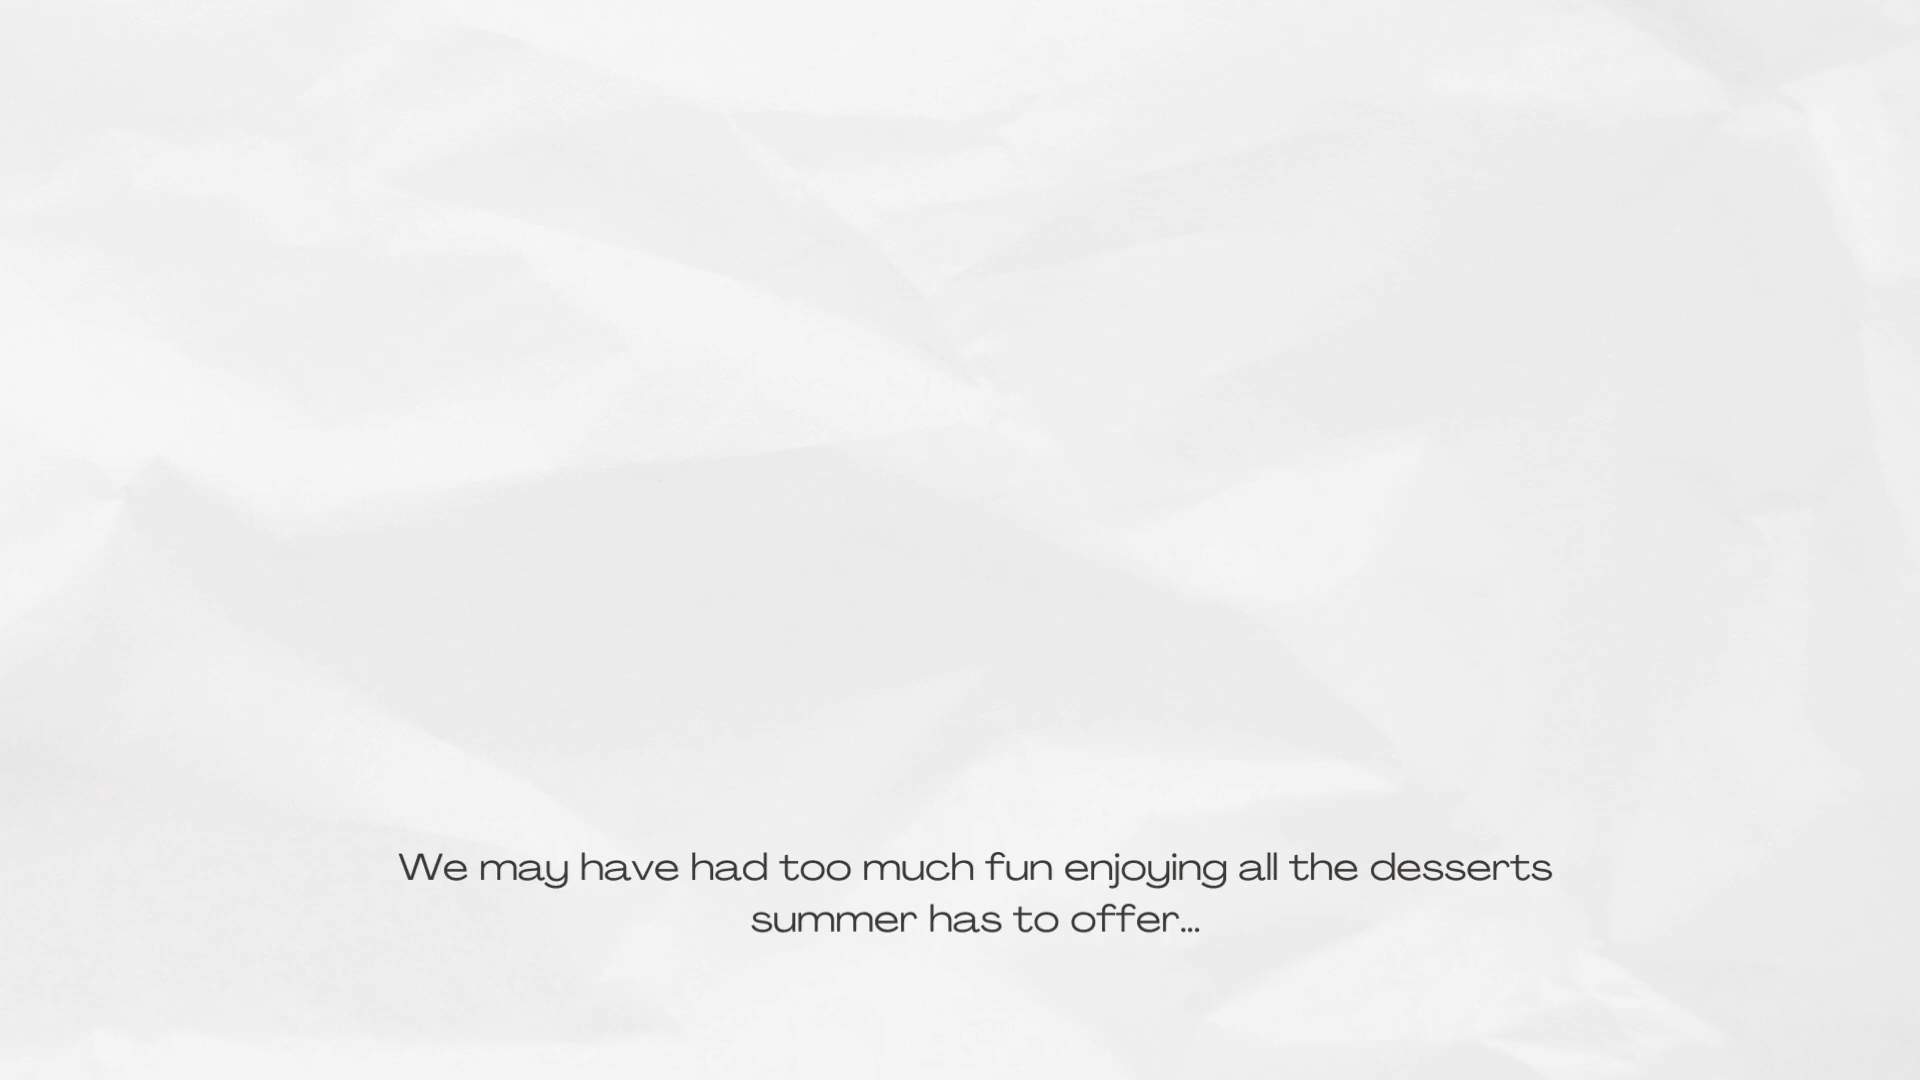 We may have had too much fun enjoying all the desserts
summer has to offer...